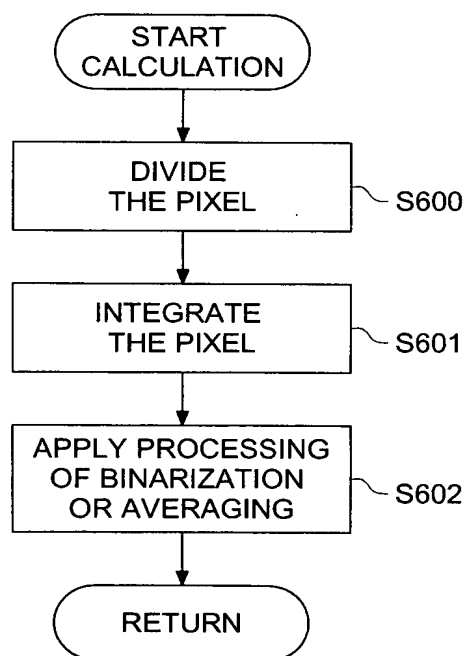 START
CALCULATION
DIVIDE
THE PIXEL
S600
INTEGRATE
THE PIXEL
S601
APPLY PROCESSING
OF BINARIZATION
OR AVERAGING
S602
RETURN